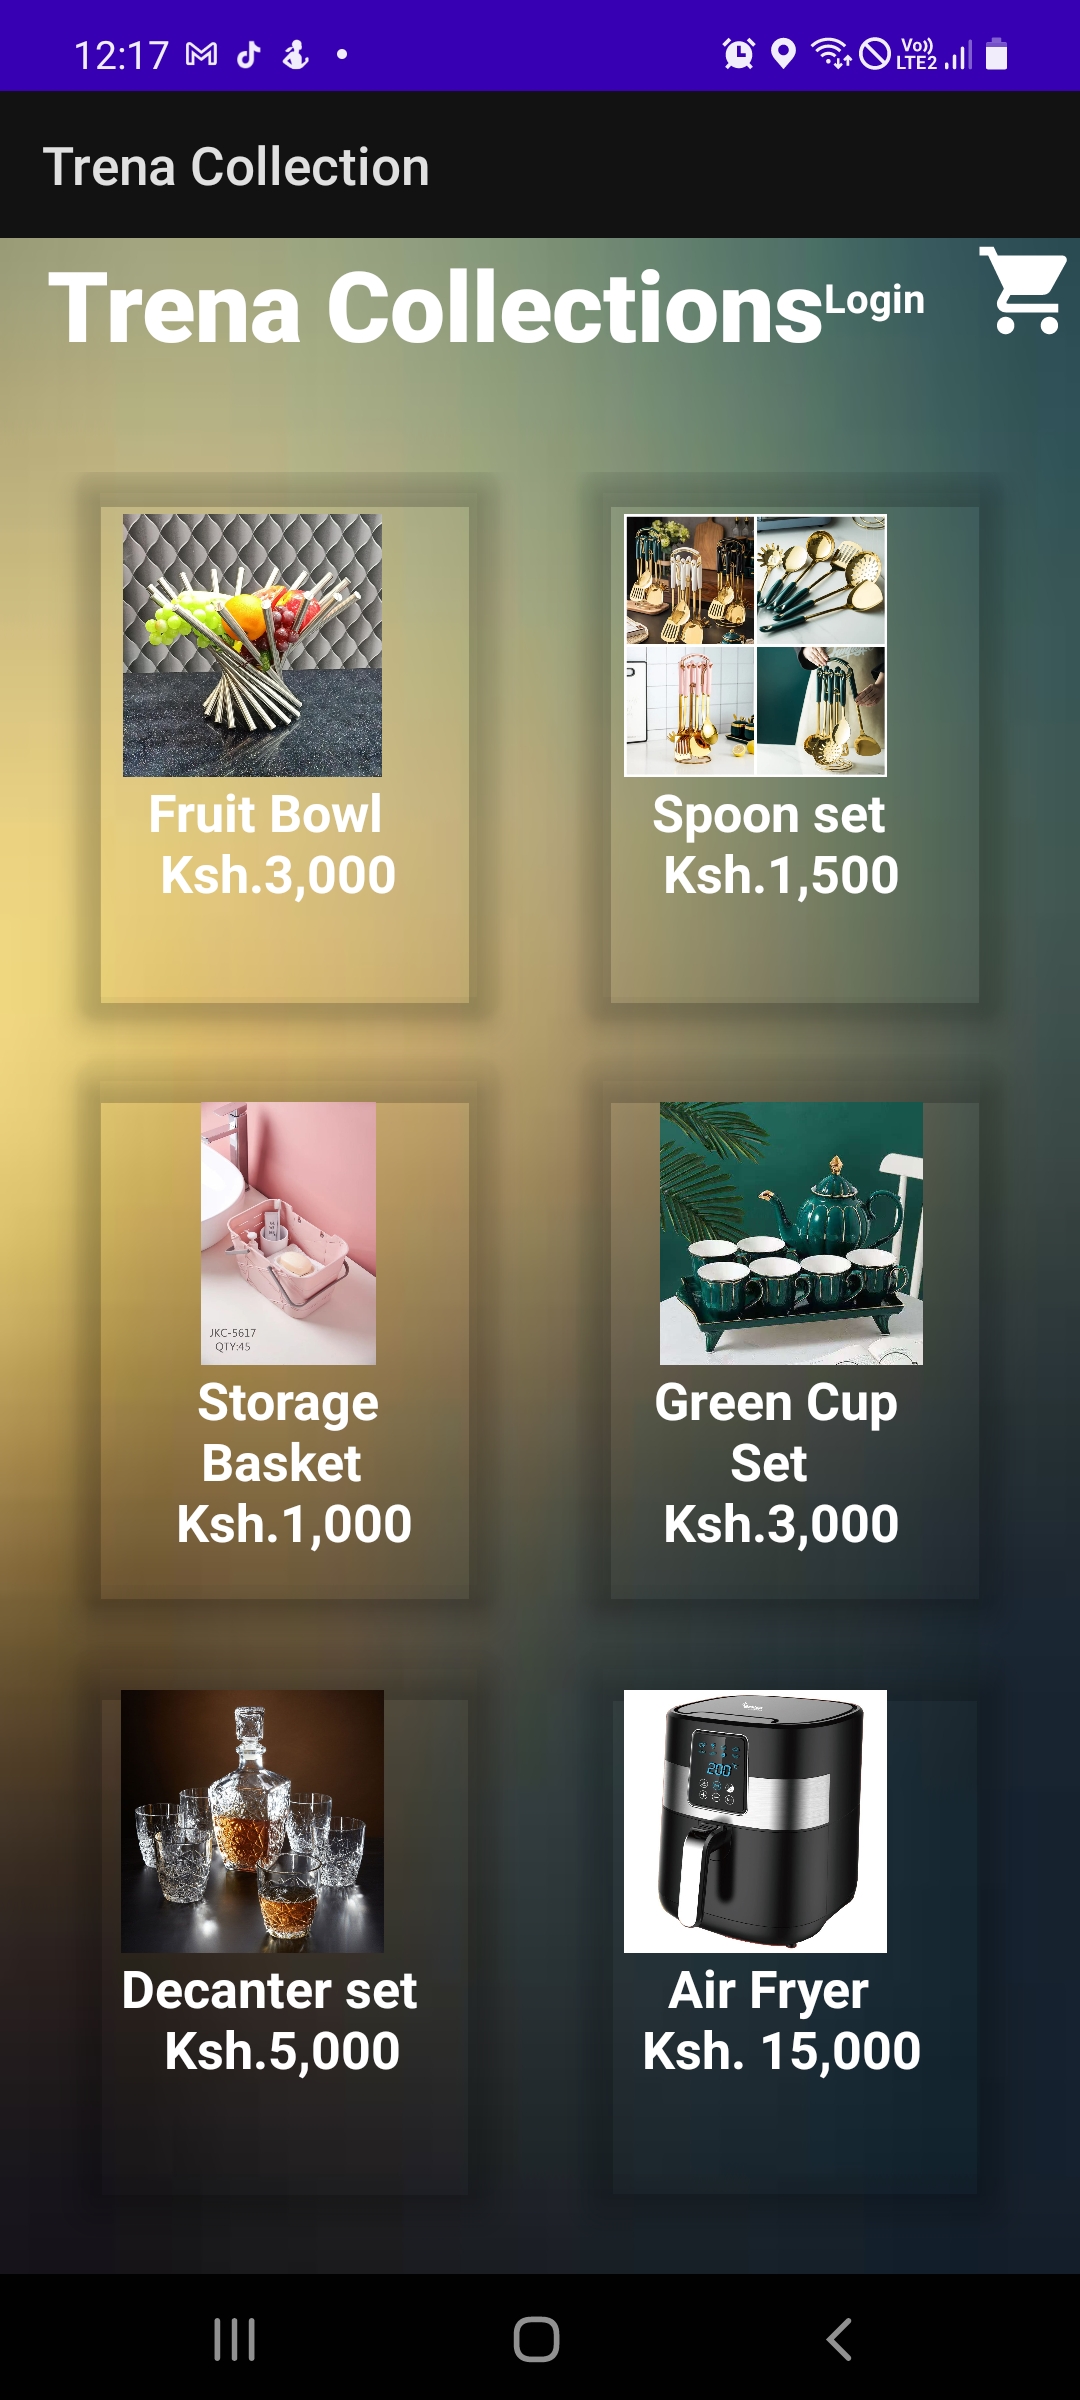 12:17
Vo))
LTE2
Trena Collection
Trena Collections
Login
Fruit Bowl
Ksh.3,000
Spoon set
Ksh.1,500
JKC-5617
QTY:45
Storage
Basket
Ksh.1,000
Green Cup
Set
Ksh.3,000
200
Decanter set
Ksh.5,000
Air Fryer
Ksh. 15,000